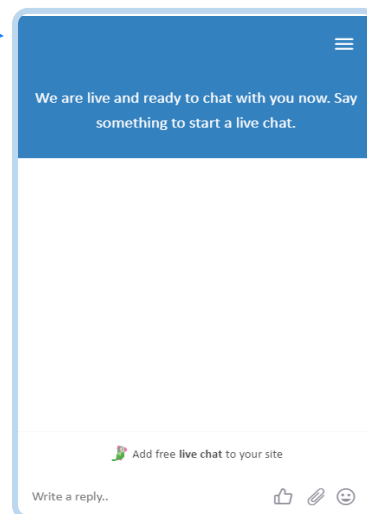 We are live and ready to chat with you now. Say
something to start a live chat.
Add free live chat to your site
Write a reply..